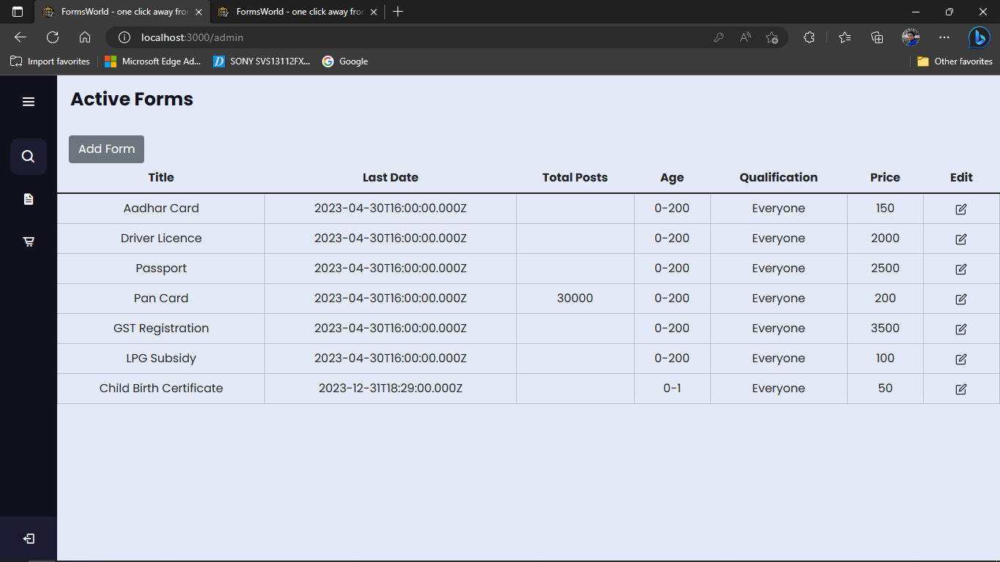 FormsWorld - one click away from
FormsWorld - one click away from
localhost:3000/admin
Import favorites
Microsoft Edge Ad...
SONY SVS13112FX...
Google
Other favorites
Active Forms
Add Form
Title Last Date Total Posts Age Qualification Price Edit
Aadhar Card 2023-04-30T16:00:00.000Z 0-200 Everyone 150
Driver Licence 2023-04-30T16:00:00.000Z 0-200 Everyone 2000
Passport 2023-04-30T16:00:00.000Z 0-200 Everyone 2500
Pan Card 2023-04-30T16:00:00.000Z 30000 0-200 Everyone 200
GST Registration 2023-04-30T16:00:00.000Z 0-200 Everyone 3500
LPG Subsidy 2023-04-30T16:00:00.000Z 0-200 Everyone 100
Child Birth Certificate 2023-12-31T18:29:00.000Z 0-1 Everyone 50